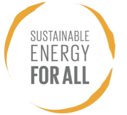 SUSTAINABLE
ENERGY
FOR ALL